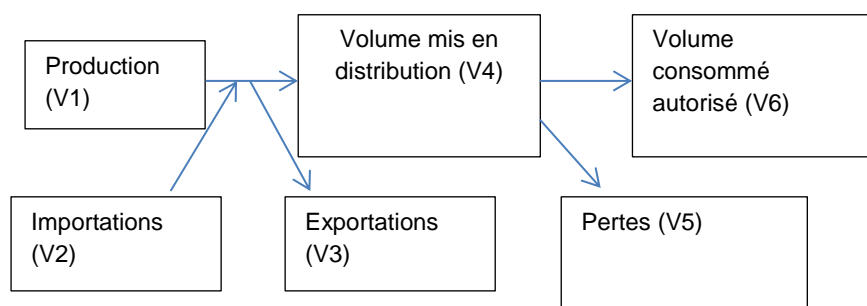 Production
(V1)
Volume mis en
distribution (V4)
Volume
consommé
autorisé (V6)
Importations
(V2)
Exportations
(V3)
Pertes (V5)